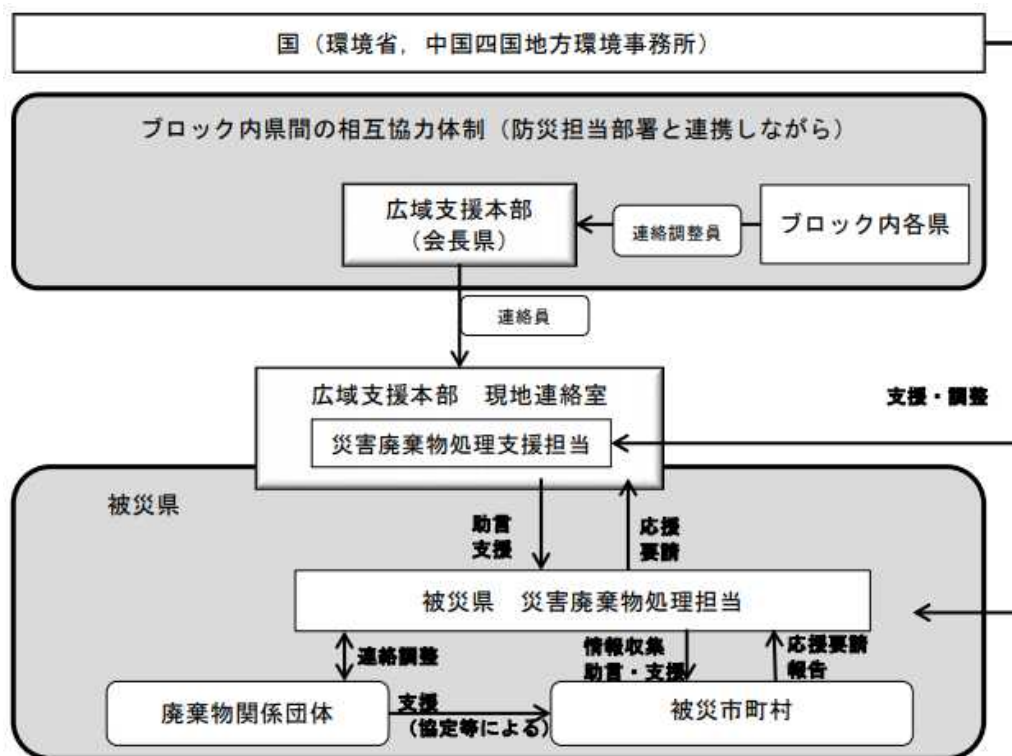 国（環境省，中国四国地方環境事務所）
ブロック内県間の相互協力体制（防災担当部署と連携しながら）
広域支援本部
（会長県）
連絡調整員
ブロック内各県
連絡員
広域支援本部　現地連絡室
災害廃棄物処理支援担当
支援・調整
被災県
助言
支援
応援
要請
被災県　災害廃棄物処理担当
連絡調整
情報収集
助言・支援
応援要請
報告
廃棄物関係団体
支援
（協定等による）
被災市町村